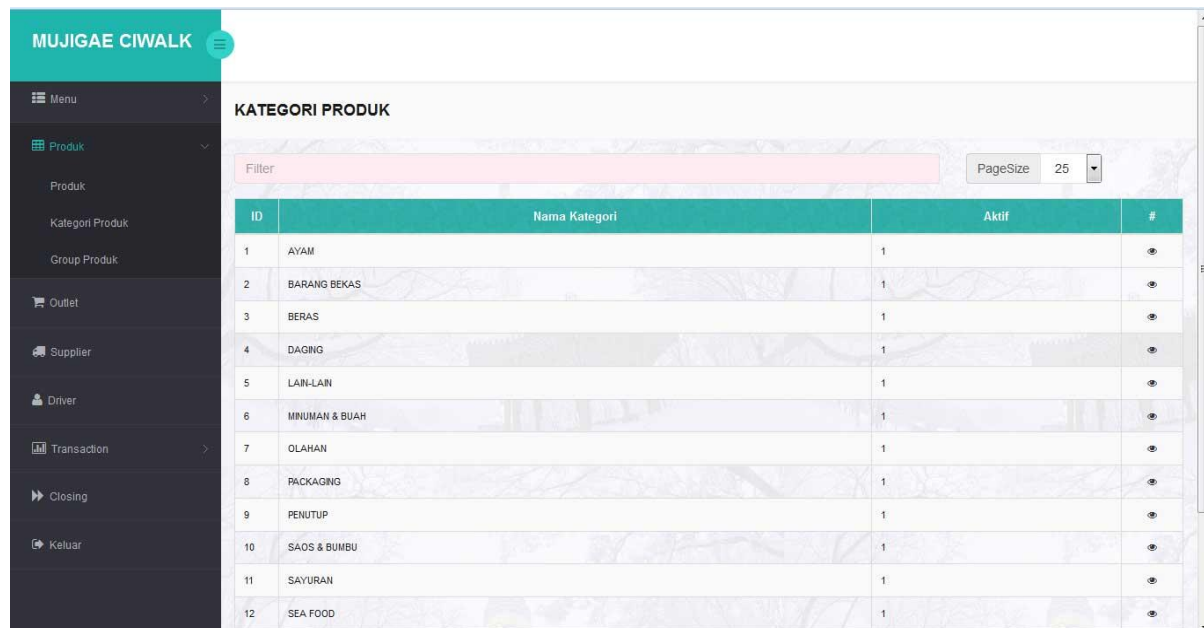 MUJIGAE CIWALK
Menu
Produk
Produk
Kategori Produk
Group Produk
Outlet
Supplier
Driver
Transaction
Closing
Keluar
KATEGORI PRODUK
Filter
PageSize 25
ID Nama Kategori Aktif #
1 AYAM 1
2 BARANG BEKAS 1
3 BERAS 1
4 DAGING 1
5 LAIN-LAIN 1
6 MINUMAN & BUAH 1
7 OLAHAN 1
8 PACKAGING 1
9 PENUTUP 1
10 SAOS & BUMBU 1
11 SAYURAN 1
12 SEA FOOD 1